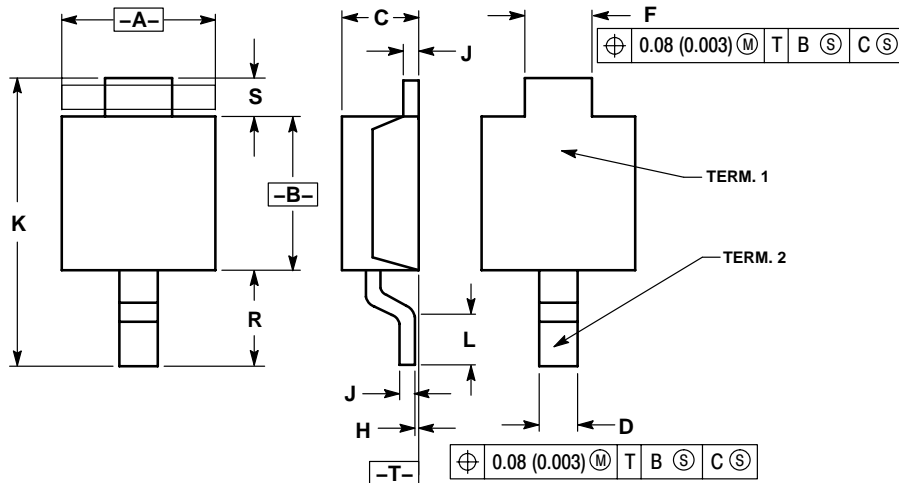 –A–
C
F
⌖ 0.08 (0.003) Ⓜ T B Ⓢ C Ⓢ
J
S
–B–
TERM. 1
K
TERM. 2
R
L
J
H
D
⌖ 0.08 (0.003) Ⓜ T B Ⓢ C Ⓢ
–T–